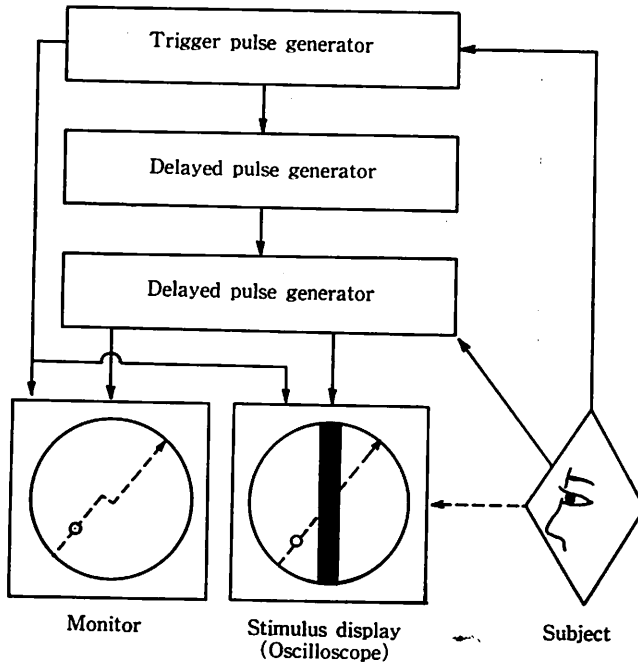 Trigger pulse generator
Delayed pulse generator
Delayed pulse generator
Monitor
Stimulus display
(Oscilloscope)
Subject